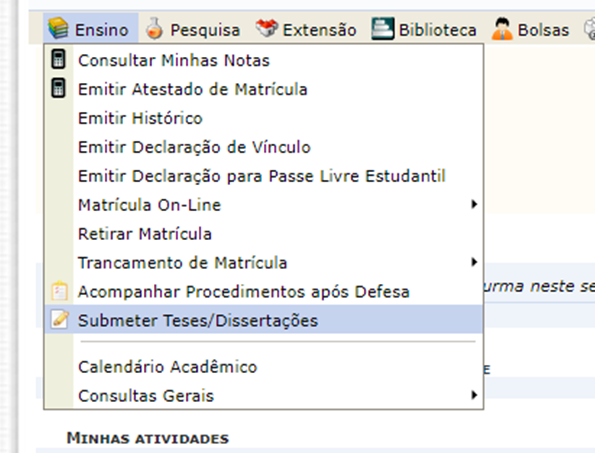 Ensino Pesquisa Extensão Biblioteca Bolsas
Consultar Minhas Notas
Emitir Atestado de Matrícula
Emitir Histórico
Emitir Declaração de Vínculo
Emitir Declaração para Passe Livre Estudantil
Matrícula On-Line
Retirar Matrícula
Trancamento de Matrícula
Acompanhar Procedimentos após Defesa
urma neste se
Submeter Teses/Dissertações
Calendário Acadêmico
E
Consultas Gerais
MINHAS ATIVIDADES